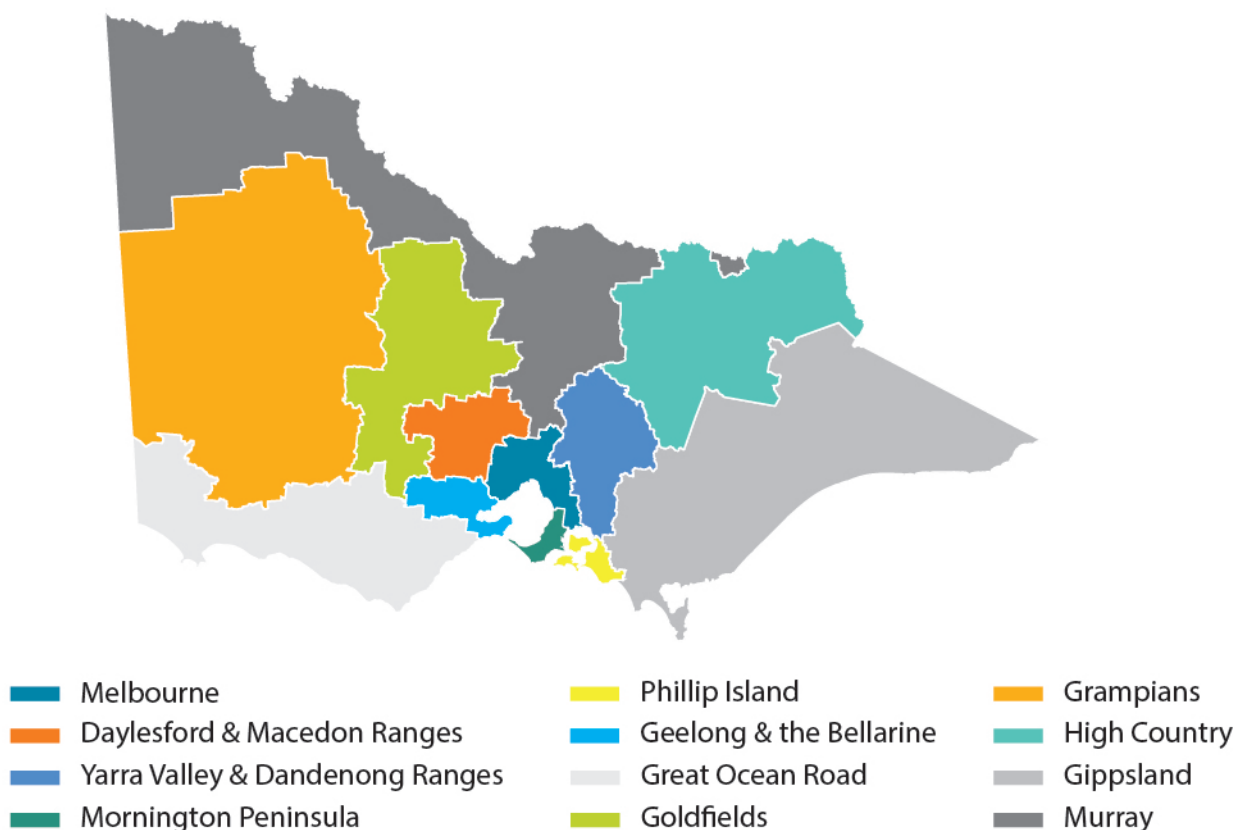 Melbourne
Daylesford & Macedon Ranges
Yarra Valley & Dandenong Ranges
Mornington Peninsula
Phillip Island
Geelong & the Bellarine
Great Ocean Road
Goldfields
Grampians
High Country
Gippsland
Murray